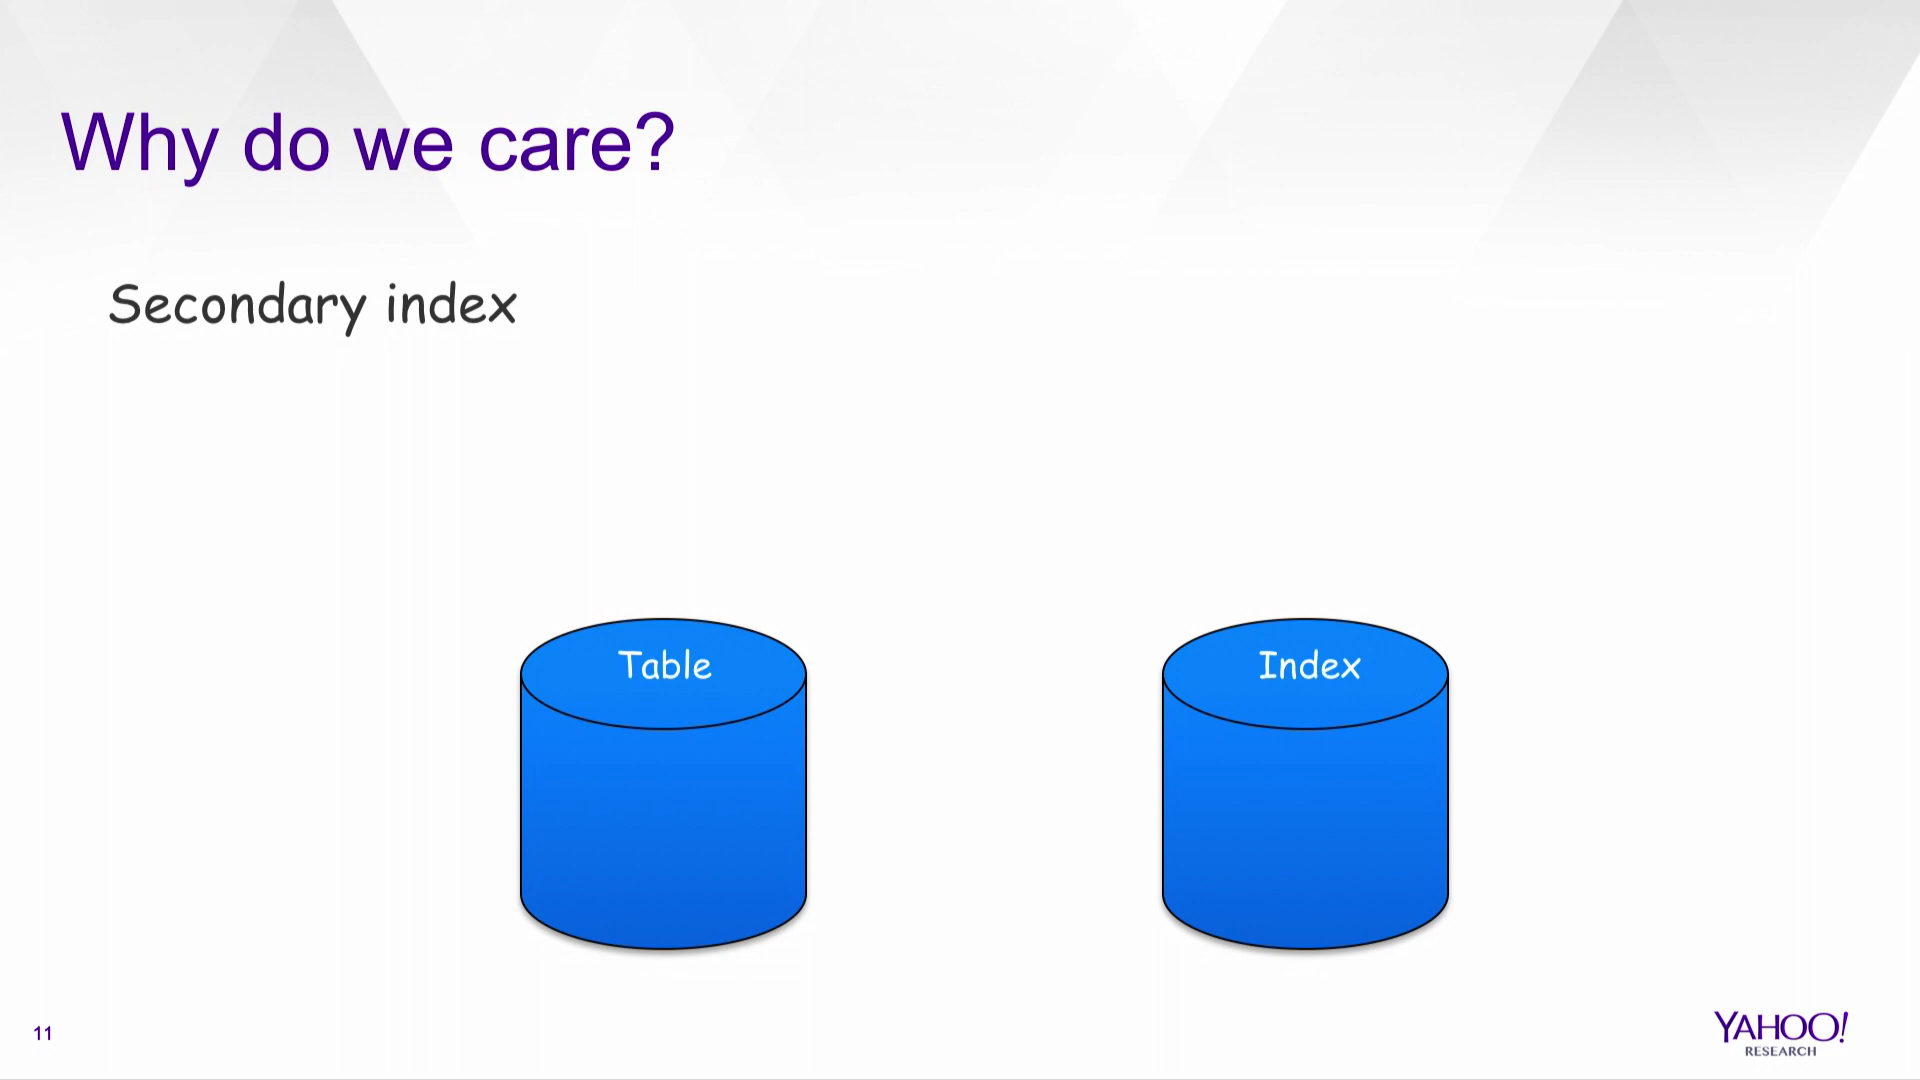 Why do we care?
Secondary index
Table
Index
11
YAHOO!
RESEARCH